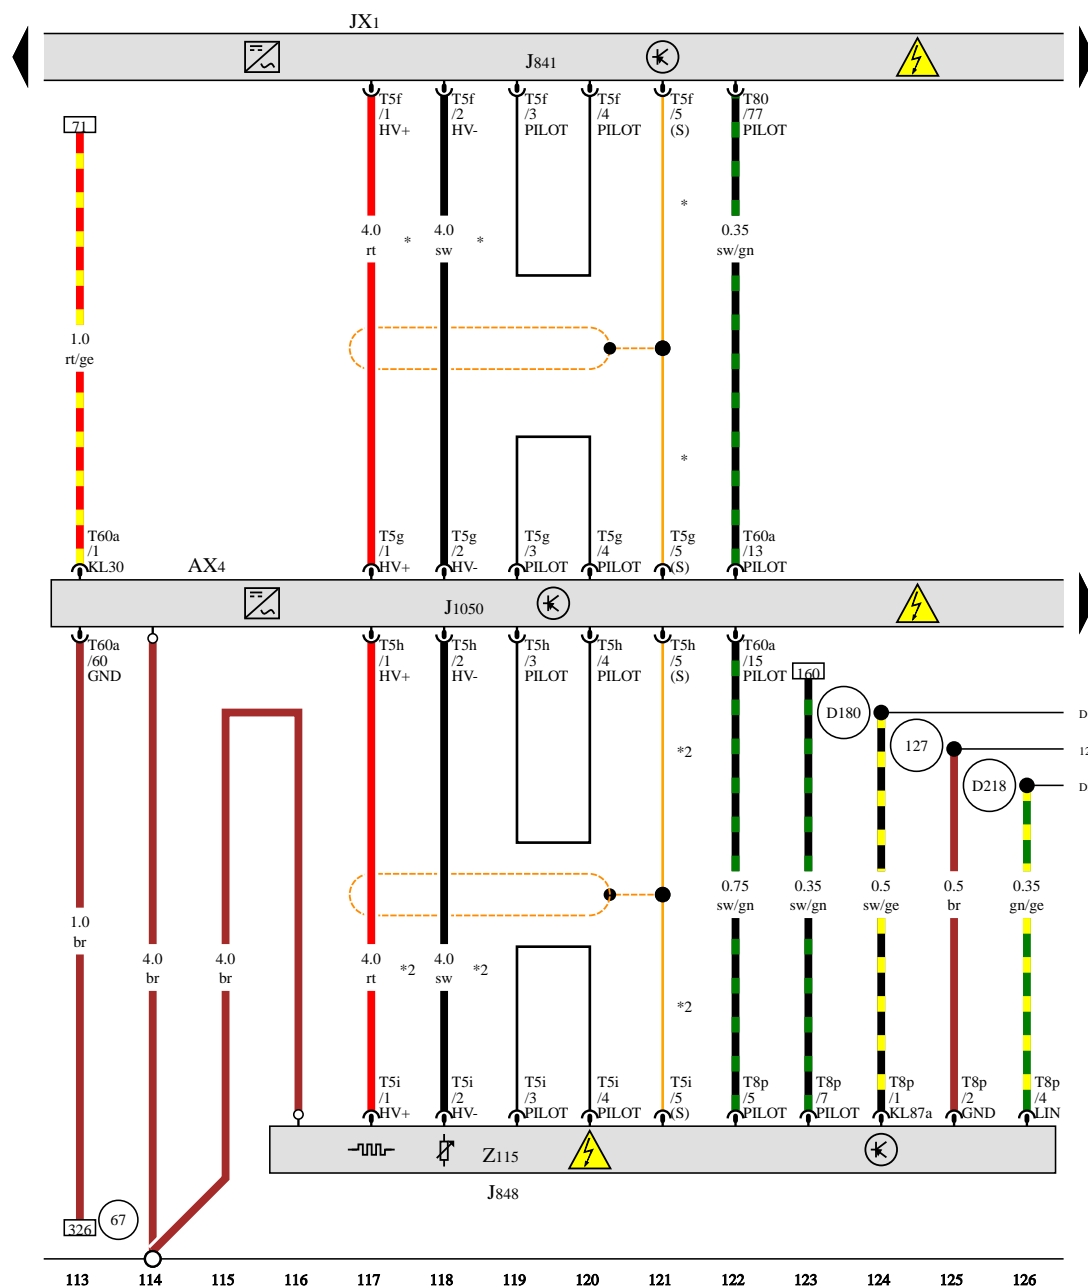 JX1
J841
T5f
/1
HV+
T5f
/2
HV-
T5f
/3
PILOT
T5f
/4
PILOT
T5f
/5
(S)
T80
/77
PILOT
71
*
4.0
rt
*
4.0
sw
*
0.35
sw/gn
1.0
rt/ge
*
T60a
/1
KL30
T5g
/1
HV+
T5g
/2
HV-
T5g
/3
PILOT
T5g
/4
PILOT
T5g
/5
(S)
T60a
/13
PILOT
AX4
J1050
T60a
/60
GND
T5h
/1
HV+
T5h
/2
HV-
T5h
/3
PILOT
T5h
/4
PILOT
T5h
/5
(S)
T60a
/15
PILOT
160
D180
D
127
12
D218
D
*2
0.75
sw/gn
0.35
sw/gn
0.5
sw/ge
0.5
br
0.35
gn/ge
1.0
br
4.0
br
4.0
br
4.0
rt
*2
4.0
sw
*2
*2
T5i
/1
HV+
T5i
/2
HV-
T5i
/3
PILOT
T5i
/4
PILOT
T5i
/5
(S)
T8p
/5
PILOT
T8p
/7
PILOT
T8p
/1
KL87a
T8p
/2
GND
T8p
/4
LIN
Z115
J848
326
67
113 114 115 116 117 118 119 120 121 122 123 124 125 126